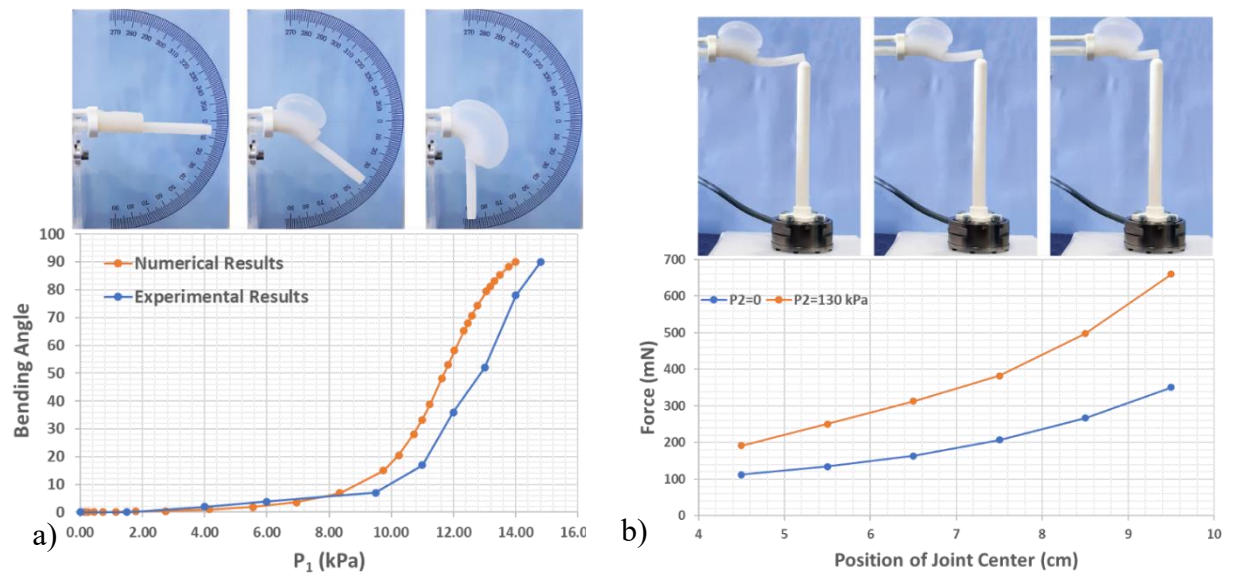 100
90
80
70
60
50
40
30
20
10
0
Bending Angle
Numerical Results
Experimental Results
0.00 2.00 4.00 6.00 8.00 10.00 12.00 14.00 16.0
P1 (kPa)
a)
700
600
500
400
300
200
100
0
Force (mN)
P2=0 P2=130 kPa
4 5 6 7 8 9 10
Position of Joint Center (cm)
b)